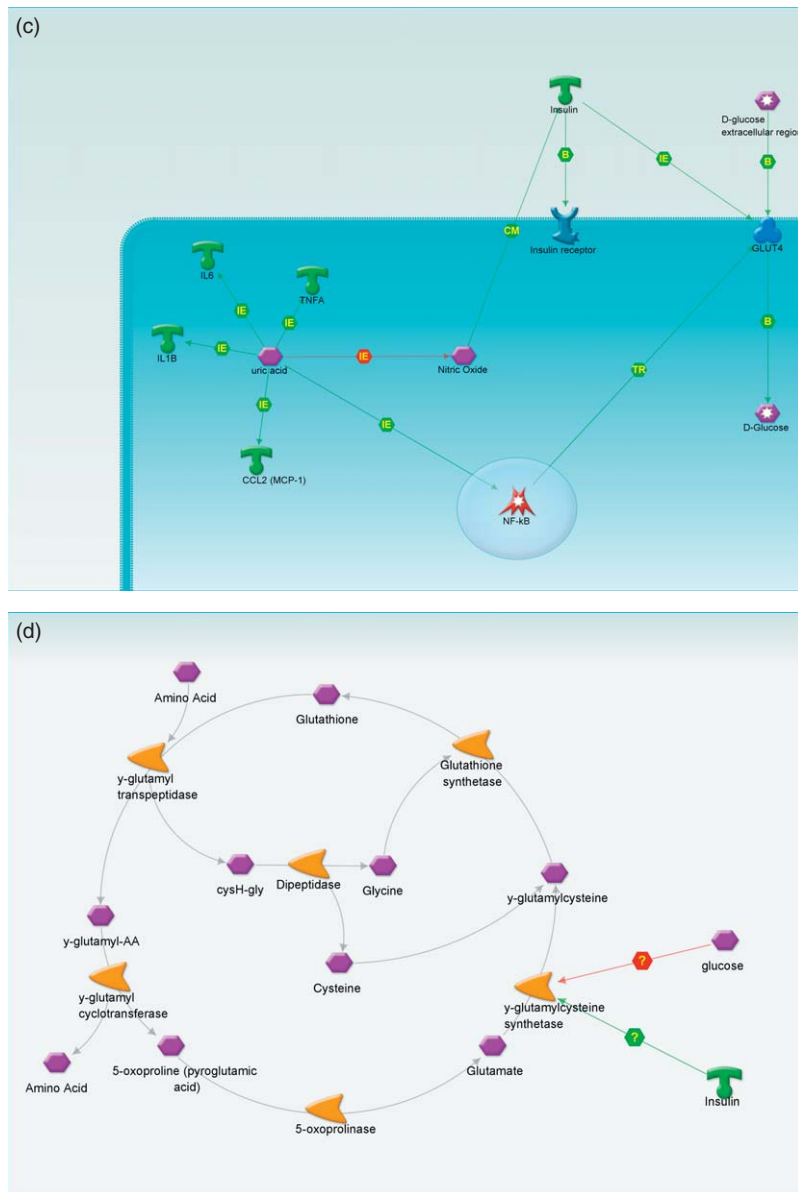 (c)
Insulin
D-glucose
extracellular region
B
IE
B
CM
Insulin receptor
GLUT4
IL6
TNFA
IE
IE
IL1B
IE
uric acid
IE
Nitric Oxide
B
TR
IE
IE
D-Glucose
CCL2 (MCP-1)
NF-kB
(d)
Amino Acid
Glutathione
y-glutamyl
transpeptidase
Glutathione
synthetase
cysH-gly
Dipeptidase
Glycine
y-glutamylcysteine
y-glutamyl-AA
Cysteine
?
glucose
y-glutamyl
cyclotransferase
y-glutamylcysteine
synthetase
?
Amino Acid
5-oxoproline (pyroglutamic
acid)
Glutamate
Insulin
5-oxoprolinase